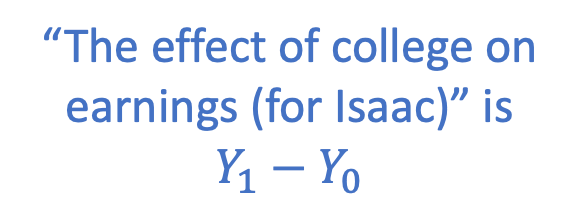 “The effect of college on
earnings (for Isaac)” is
Y₁ − Y₀